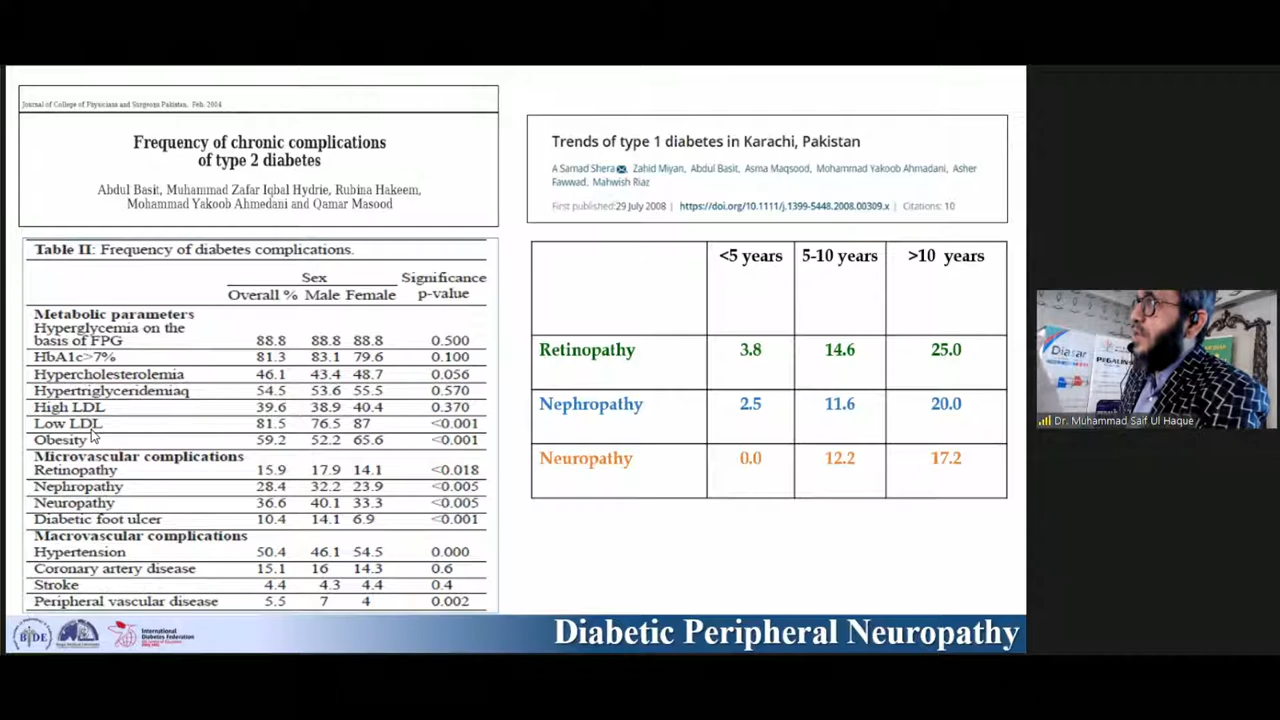 Journal of College of Physicians and Surgeons Pakistan, Feb. 2004
Frequency of chronic complications
of type 2 diabetes
Abdul Basit, Muhammad Zafar Iqbal Hydrie, Rubina Hakeem,
Mohammad Yakoob Ahmedani and Qamar Masood
Table II: Frequency of diabetes complications.
Sex Significance
Overall % Male Female p-value
Metabolic parameters
Hyperglycemia on the
basis of FPG 88.8 88.8 88.8 0.500
HbA1c>7% 81.3 83.1 79.6 0.100
Hypercholesterolemia 46.1 43.4 48.7 0.056
Hypertriglyceridemiaq 54.5 53.6 55.5 0.570
High LDL 39.6 38.9 40.4 0.370
Low LDL 81.5 76.5 87 <0.001
Obesity 59.2 52.2 65.6 <0.001
Microvascular complications
Retinopathy 15.9 17.9 14.1 <0.018
Nephropathy 28.4 32.2 23.9 <0.005
Neuropathy 36.6 40.1 33.3 <0.005
Diabetic foot ulcer 10.4 14.1 6.9 <0.001
Macrovascular complications
Hypertension 50.4 46.1 54.5 0.000
Coronary artery disease 15.1 16 14.3 0.6
Stroke 4.4 4.3 4.4 0.4
Peripheral vascular disease 5.5 7 4 0.002
Trends of type 1 diabetes in Karachi, Pakistan
A Samad Shera, Zahid Miyan, Abdul Basit, Asma Maqsood, Mohammad Yakoob Ahmadani, Asher
Fawwad, Mahwish Riaz
First published:29 July 2008 | https://doi.org/10.1111/j.1399-5448.2008.00309.x | Citations: 10
<5 years 5-10 years >10 years
Retinopathy 3.8 14.6 25.0
Nephropathy 2.5 11.6 20.0
Neuropathy 0.0 12.2 17.2
BIDE
International
Diabetes Federation
Diabetic Peripheral Neuropathy
Diasar
Dr. Muhammad Saif Ul Haque